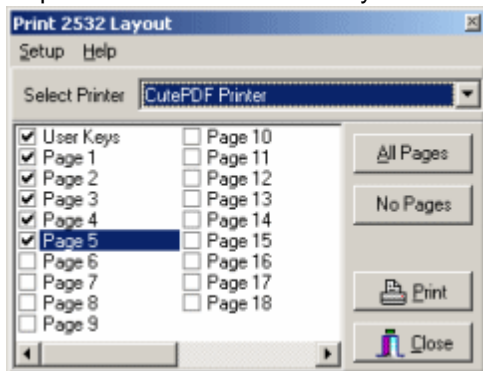 Print 2532 Layout
Setup Help
Select Printer CutePDF Printer
User Keys
Page 1
Page 2
Page 3
Page 4
Page 5
Page 6
Page 7
Page 8
Page 9
Page 10
Page 11
Page 12
Page 13
Page 14
Page 15
Page 16
Page 17
Page 18
All Pages
No Pages
Print
Close